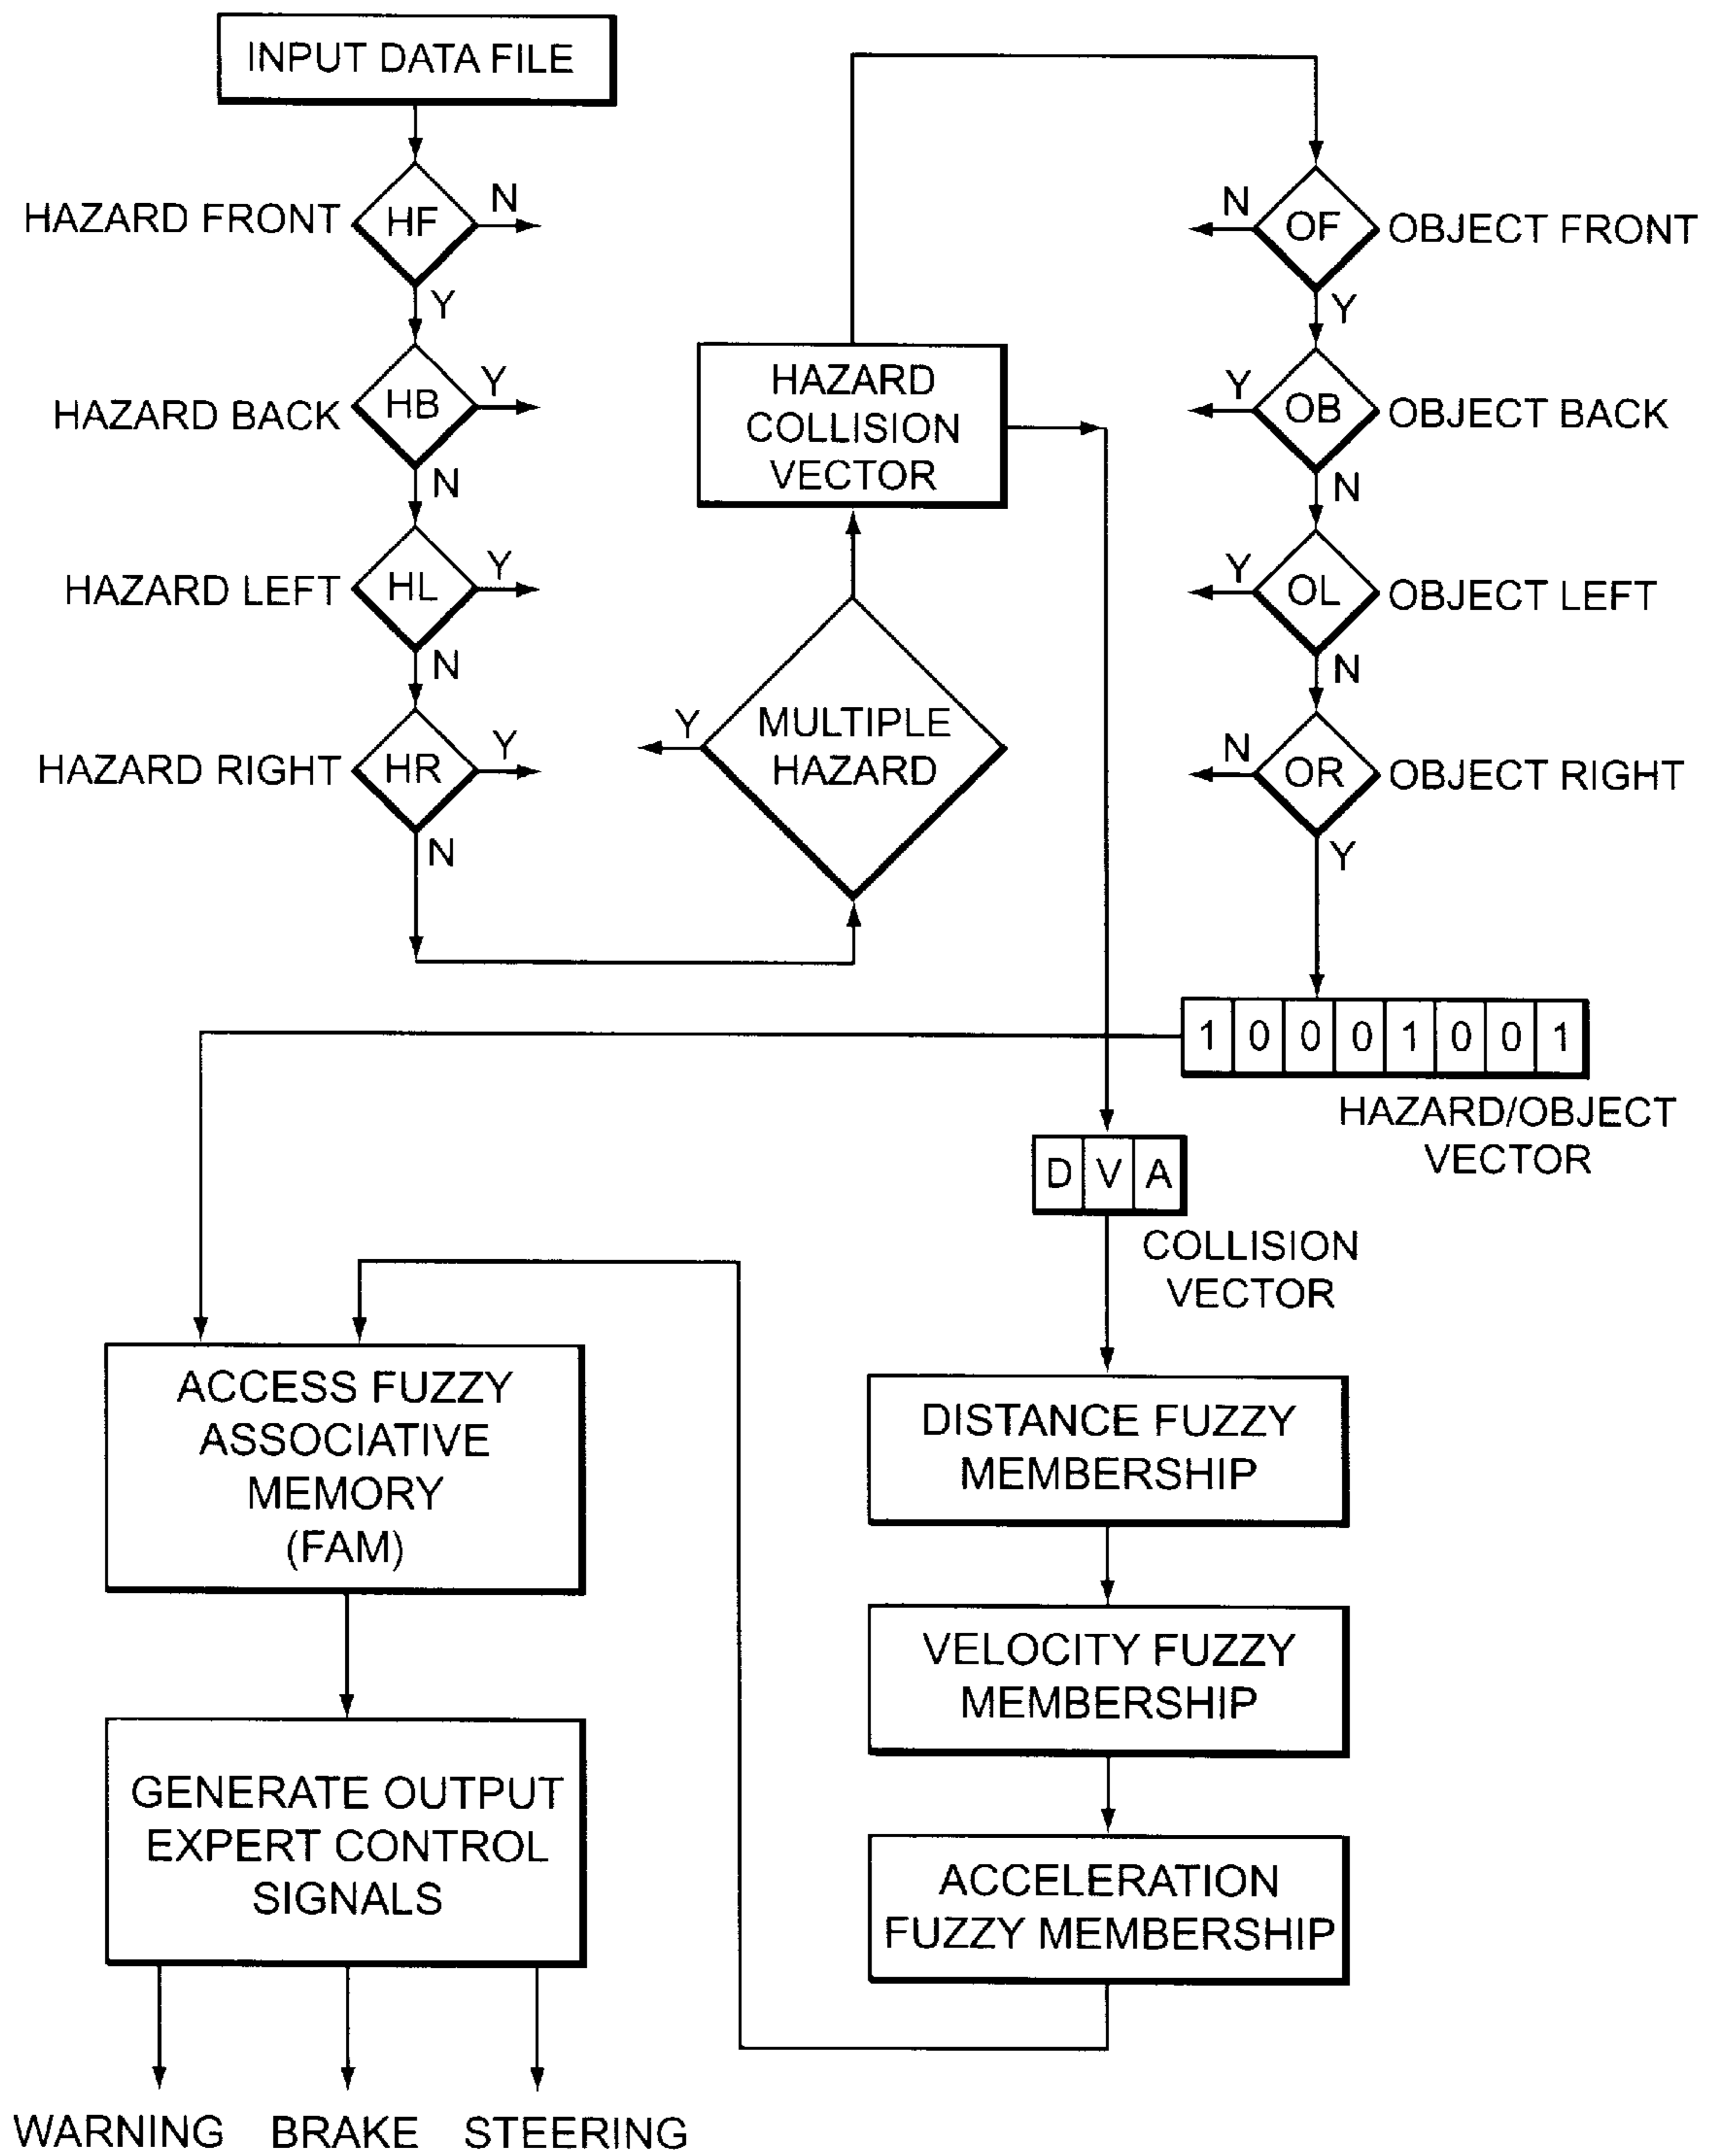 INPUT DATA FILE
HAZARD FRONT
HF
N
Y
HAZARD BACK
HB
Y
N
HAZARD LEFT
HL
Y
N
HAZARD RIGHT
HR
Y
N
MULTIPLE
HAZARD
Y
HAZARD
COLLISION
VECTOR
N
OF
OBJECT FRONT
Y
Y
OB
OBJECT BACK
N
Y
OL
OBJECT LEFT
N
N
OR
OBJECT RIGHT
Y
1 0 0 0 1 0 0 1
HAZARD/OBJECT
VECTOR
D V A
COLLISION
VECTOR
DISTANCE FUZZY
MEMBERSHIP
VELOCITY FUZZY
MEMBERSHIP
ACCELERATION
FUZZY MEMBERSHIP
ACCESS FUZZY
ASSOCIATIVE
MEMORY
(FAM)
GENERATE OUTPUT
EXPERT CONTROL
SIGNALS
WARNING
BRAKE
STEERING